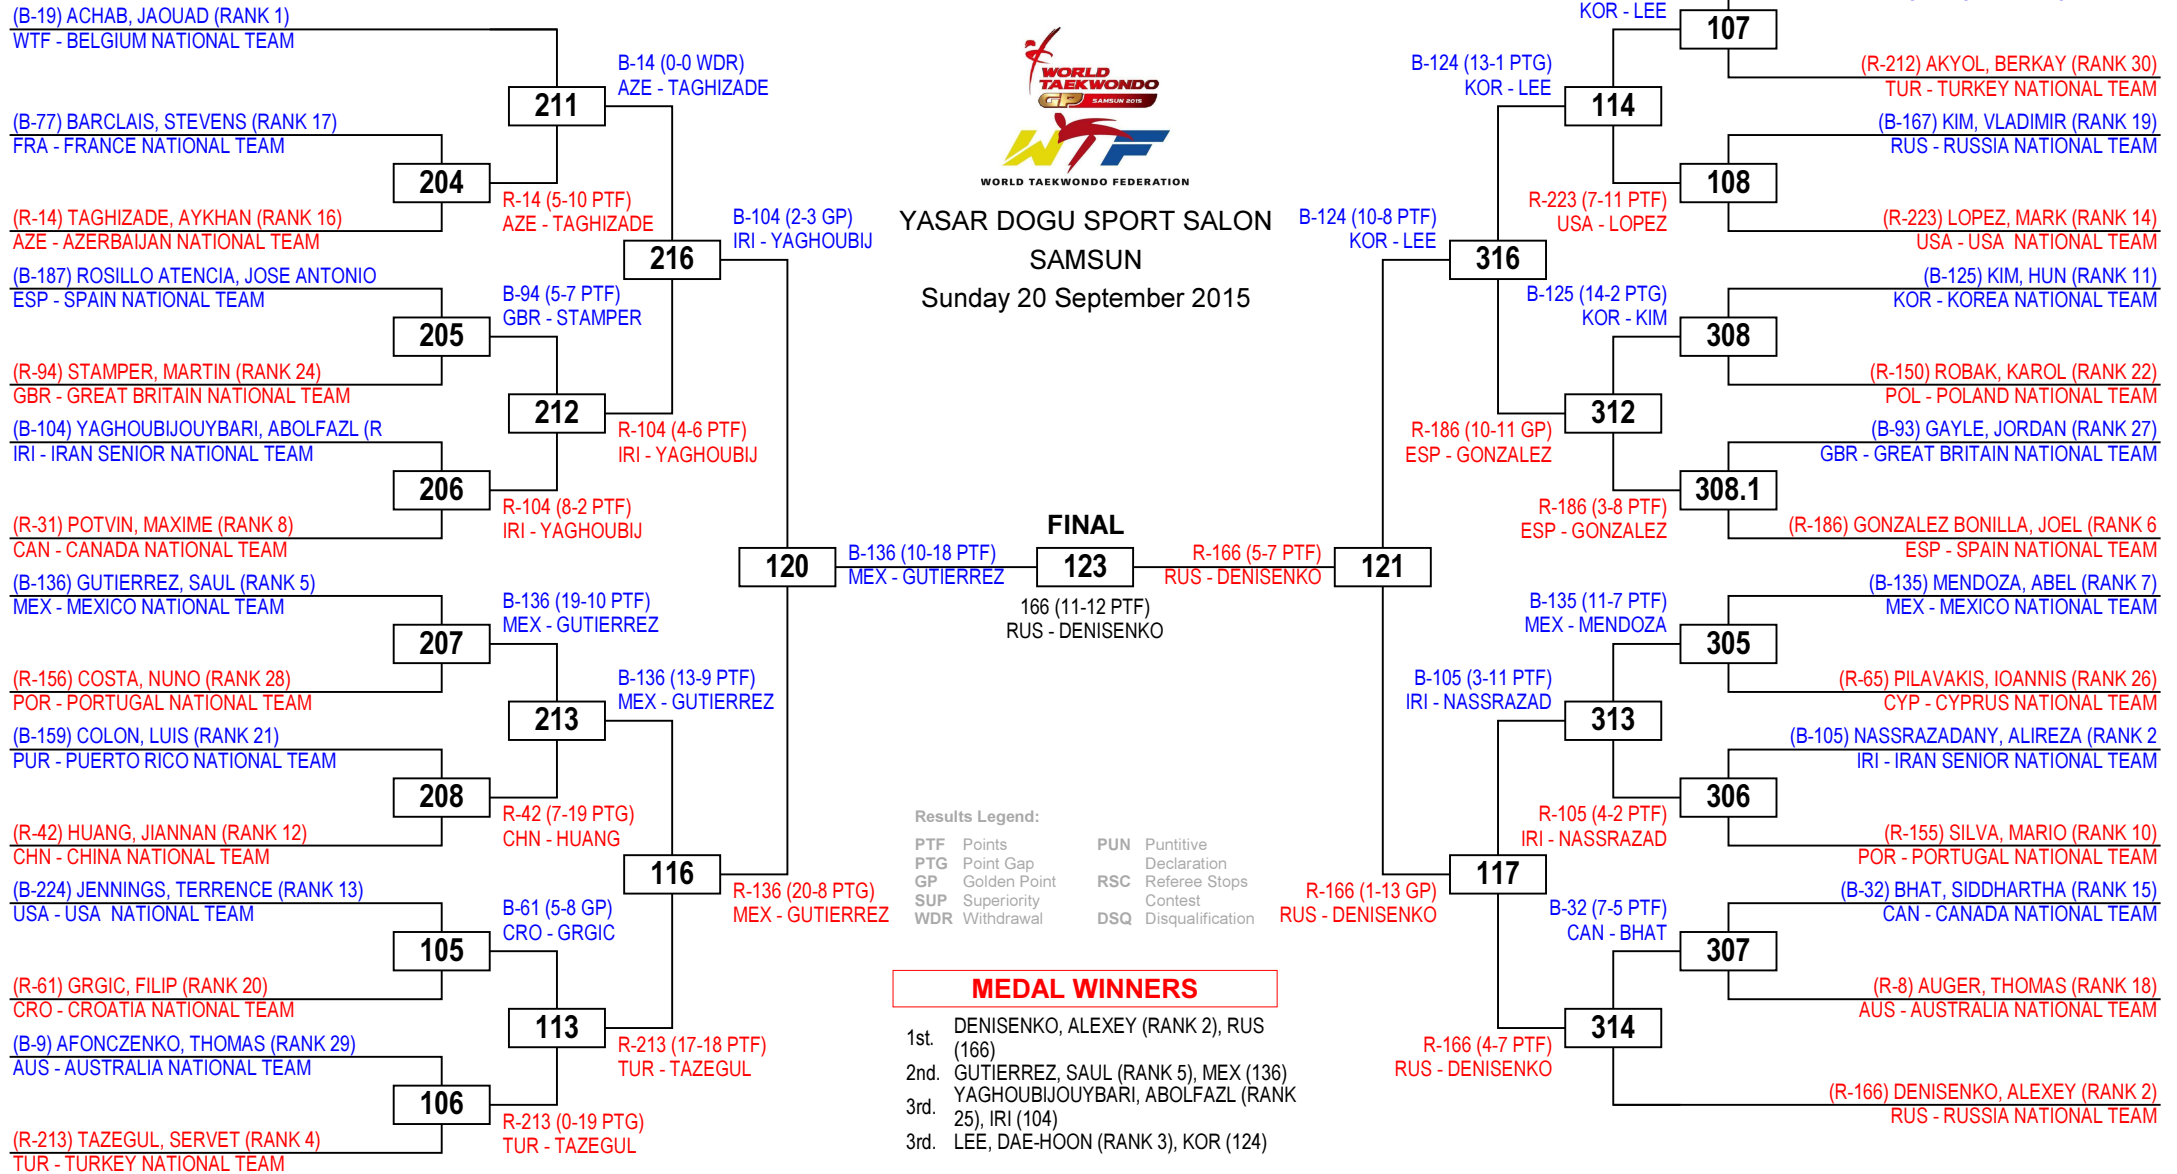 (B-19) ACHAB, JAOUAD (RANK 1)
WTF - BELGIUM NATIONAL TEAM
B-14 (0-0 WDR)
AZE - TAGHIZADE
211
(B-77) BARCLAIS, STEVENS (RANK 17)
FRA - FRANCE NATIONAL TEAM
204
(R-14) TAGHIZADE, AYKHAN (RANK 16)
AZE - AZERBAIJAN NATIONAL TEAM
R-14 (5-10 PTF)
AZE - TAGHIZADE
B-104 (2-3 GP)
IRI - YAGHOUBIJ
216
(B-187) ROSILLO ATENCIA, JOSE ANTONIO
ESP - SPAIN NATIONAL TEAM
B-94 (5-7 PTF)
GBR - STAMPER
205
(R-94) STAMPER, MARTIN (RANK 24)
GBR - GREAT BRITAIN NATIONAL TEAM
212
(B-104) YAGHOUBIJOUYBARI, ABOLFAZL (R
IRI - IRAN SENIOR NATIONAL TEAM
R-104 (4-6 PTF)
IRI - YAGHOUBIJ
206
R-104 (8-2 PTF)
IRI - YAGHOUBIJ
(R-31) POTVIN, MAXIME (RANK 8)
CAN - CANADA NATIONAL TEAM
120
B-136 (10-18 PTF)
MEX - GUTIERREZ
(B-136) GUTIERREZ, SAUL (RANK 5)
MEX - MEXICO NATIONAL TEAM
B-136 (19-10 PTF)
MEX - GUTIERREZ
207
(R-156) COSTA, NUNO (RANK 28)
POR - PORTUGAL NATIONAL TEAM
B-136 (13-9 PTF)
MEX - GUTIERREZ
213
(B-159) COLON, LUIS (RANK 21)
PUR - PUERTO RICO NATIONAL TEAM
208
R-42 (7-19 PTG)
CHN - HUANG
(R-42) HUANG, JIANNAN (RANK 12)
CHN - CHINA NATIONAL TEAM
116
R-136 (20-8 PTG)
MEX - GUTIERREZ
(B-224) JENNINGS, TERRENCE (RANK 13)
USA - USA NATIONAL TEAM
B-61 (5-8 GP)
CRO - GRGIC
105
(R-61) GRGIC, FILIP (RANK 20)
CRO - CROATIA NATIONAL TEAM
113
R-213 (17-18 PTF)
TUR - TAZEGUL
(B-9) AFONCZENKO, THOMAS (RANK 29)
AUS - AUSTRALIA NATIONAL TEAM
106
R-213 (0-19 PTG)
TUR - TAZEGUL
(R-213) TAZEGUL, SERVET (RANK 4)
TUR - TURKEY NATIONAL TEAM
WORLD
TAEKWONDO
GP SAMSUN 2015
WTF
WORLD TAEKWONDO FEDERATION
YASAR DOGU SPORT SALON
SAMSUN
Sunday 20 September 2015
FINAL
123
166 (11-12 PTF)
RUS - DENISENKO
Results Legend:
PTF Points
PTG Point Gap
GP Golden Point
SUP Superiority
WDR Withdrawal
PUN Puntitive
Declaration
RSC Referee Stops
Contest
DSQ Disqualification
MEDAL WINNERS
1st. DENISENKO, ALEXEY (RANK 2), RUS
(166)
2nd. GUTIERREZ, SAUL (RANK 5), MEX (136)
3rd. YAGHOUBIJOUYBARI, ABOLFAZL (RANK
25), IRI (104)
3rd. LEE, DAE-HOON (RANK 3), KOR (124)
KOR - LEE
107
(R-212) AKYOL, BERKAY (RANK 30)
TUR - TURKEY NATIONAL TEAM
B-124 (13-1 PTG)
KOR - LEE
114
(B-167) KIM, VLADIMIR (RANK 19)
RUS - RUSSIA NATIONAL TEAM
108
R-223 (7-11 PTF)
USA - LOPEZ
(R-223) LOPEZ, MARK (RANK 14)
USA - USA NATIONAL TEAM
B-124 (10-8 PTF)
KOR - LEE
316
(B-125) KIM, HUN (RANK 11)
KOR - KOREA NATIONAL TEAM
B-125 (14-2 PTG)
KOR - KIM
308
(R-150) ROBAK, KAROL (RANK 22)
POL - POLAND NATIONAL TEAM
312
R-186 (10-11 GP)
ESP - GONZALEZ
(B-93) GAYLE, JORDAN (RANK 27)
GBR - GREAT BRITAIN NATIONAL TEAM
308.1
R-186 (3-8 PTF)
ESP - GONZALEZ
(R-186) GONZALEZ BONILLA, JOEL (RANK 6
ESP - SPAIN NATIONAL TEAM
R-166 (5-7 PTF)
RUS - DENISENKO
121
(B-135) MENDOZA, ABEL (RANK 7)
MEX - MEXICO NATIONAL TEAM
B-135 (11-7 PTF)
MEX - MENDOZA
305
(R-65) PILAVAKIS, IOANNIS (RANK 26)
CYP - CYPRUS NATIONAL TEAM
B-105 (3-11 PTF)
IRI - NASSRAZAD
313
(B-105) NASSRAZADANY, ALIREZA (RANK 2
IRI - IRAN SENIOR NATIONAL TEAM
306
R-105 (4-2 PTF)
IRI - NASSRAZAD
(R-155) SILVA, MARIO (RANK 10)
POR - PORTUGAL NATIONAL TEAM
117
R-166 (1-13 GP)
RUS - DENISENKO
(B-32) BHAT, SIDDHARTHA (RANK 15)
CAN - CANADA NATIONAL TEAM
B-32 (7-5 PTF)
CAN - BHAT
307
(R-8) AUGER, THOMAS (RANK 18)
AUS - AUSTRALIA NATIONAL TEAM
314
R-166 (4-7 PTF)
RUS - DENISENKO
(R-166) DENISENKO, ALEXEY (RANK 2)
RUS - RUSSIA NATIONAL TEAM